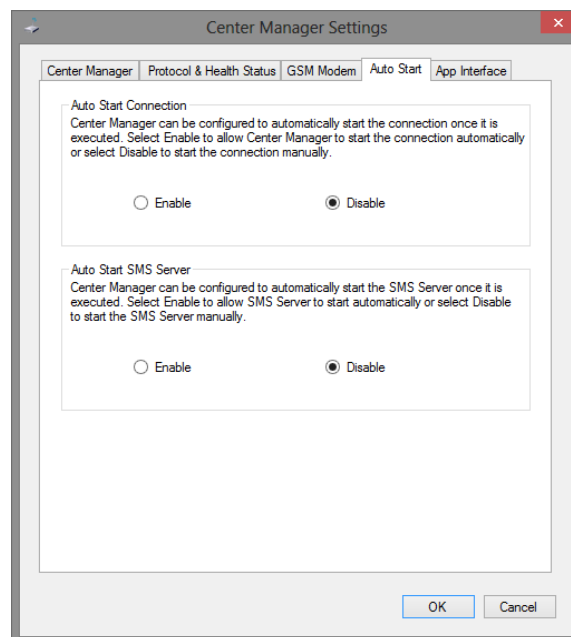 Center Manager Settings
Center Manager Protocol & Health Status GSM Modem Auto Start App Interface
Auto Start Connection
Center Manager can be configured to automatically start the connection once it is
executed. Select Enable to allow Center Manager to start the connection automatically
or select Disable to start the connection manually.
Enable Disable
Auto Start SMS Server
Center Manager can be configured to automatically start the SMS Server once it is
executed. Select Enable to allow SMS Server to start automatically or select Disable
to start the SMS Server manually.
Enable Disable
OK Cancel